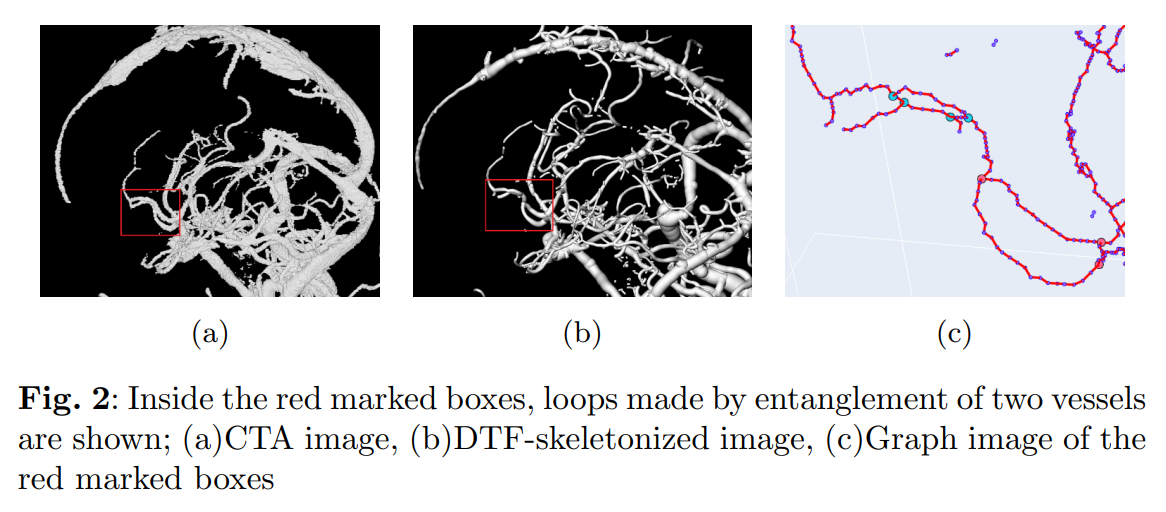 (a)
(b)
(c)
Fig. 2: Inside the red marked boxes, loops made by entanglement of two vessels
are shown; (a)CTA image, (b)DTF-skeletonized image, (c)Graph image of the
red marked boxes